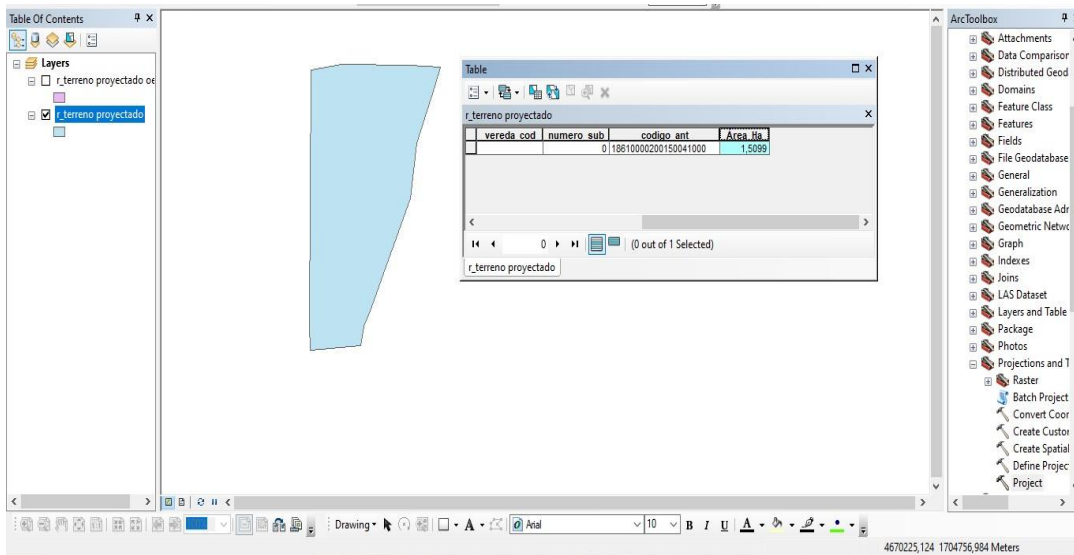 Table Of Contents
Layers
r_terreno proyectado oe
r_terreno proyectado
Table
r_terreno proyectado
vereda_cod numero_sub codigo_ant Area_Ha
0 18610000200150041000 1,5099
0 (0 out of 1 Selected)
r_terreno proyectado
ArcToolbox
Attachments
Data Comparison
Distributed Geod
Domains
Feature Class
Features
Fields
File Geodatabase
General
Generalization
Geodatabase Adr
Geometric Netwo
Graph
Indexes
Joins
LAS Dataset
Layers and Table
Package
Photos
Projections and T
Raster
Batch Project
Convert Coor
Create Custor
Create Spatial
Define Projec
Project
Drawing A Arial 10 B I U A
4670225,124 1704756,984 Meters